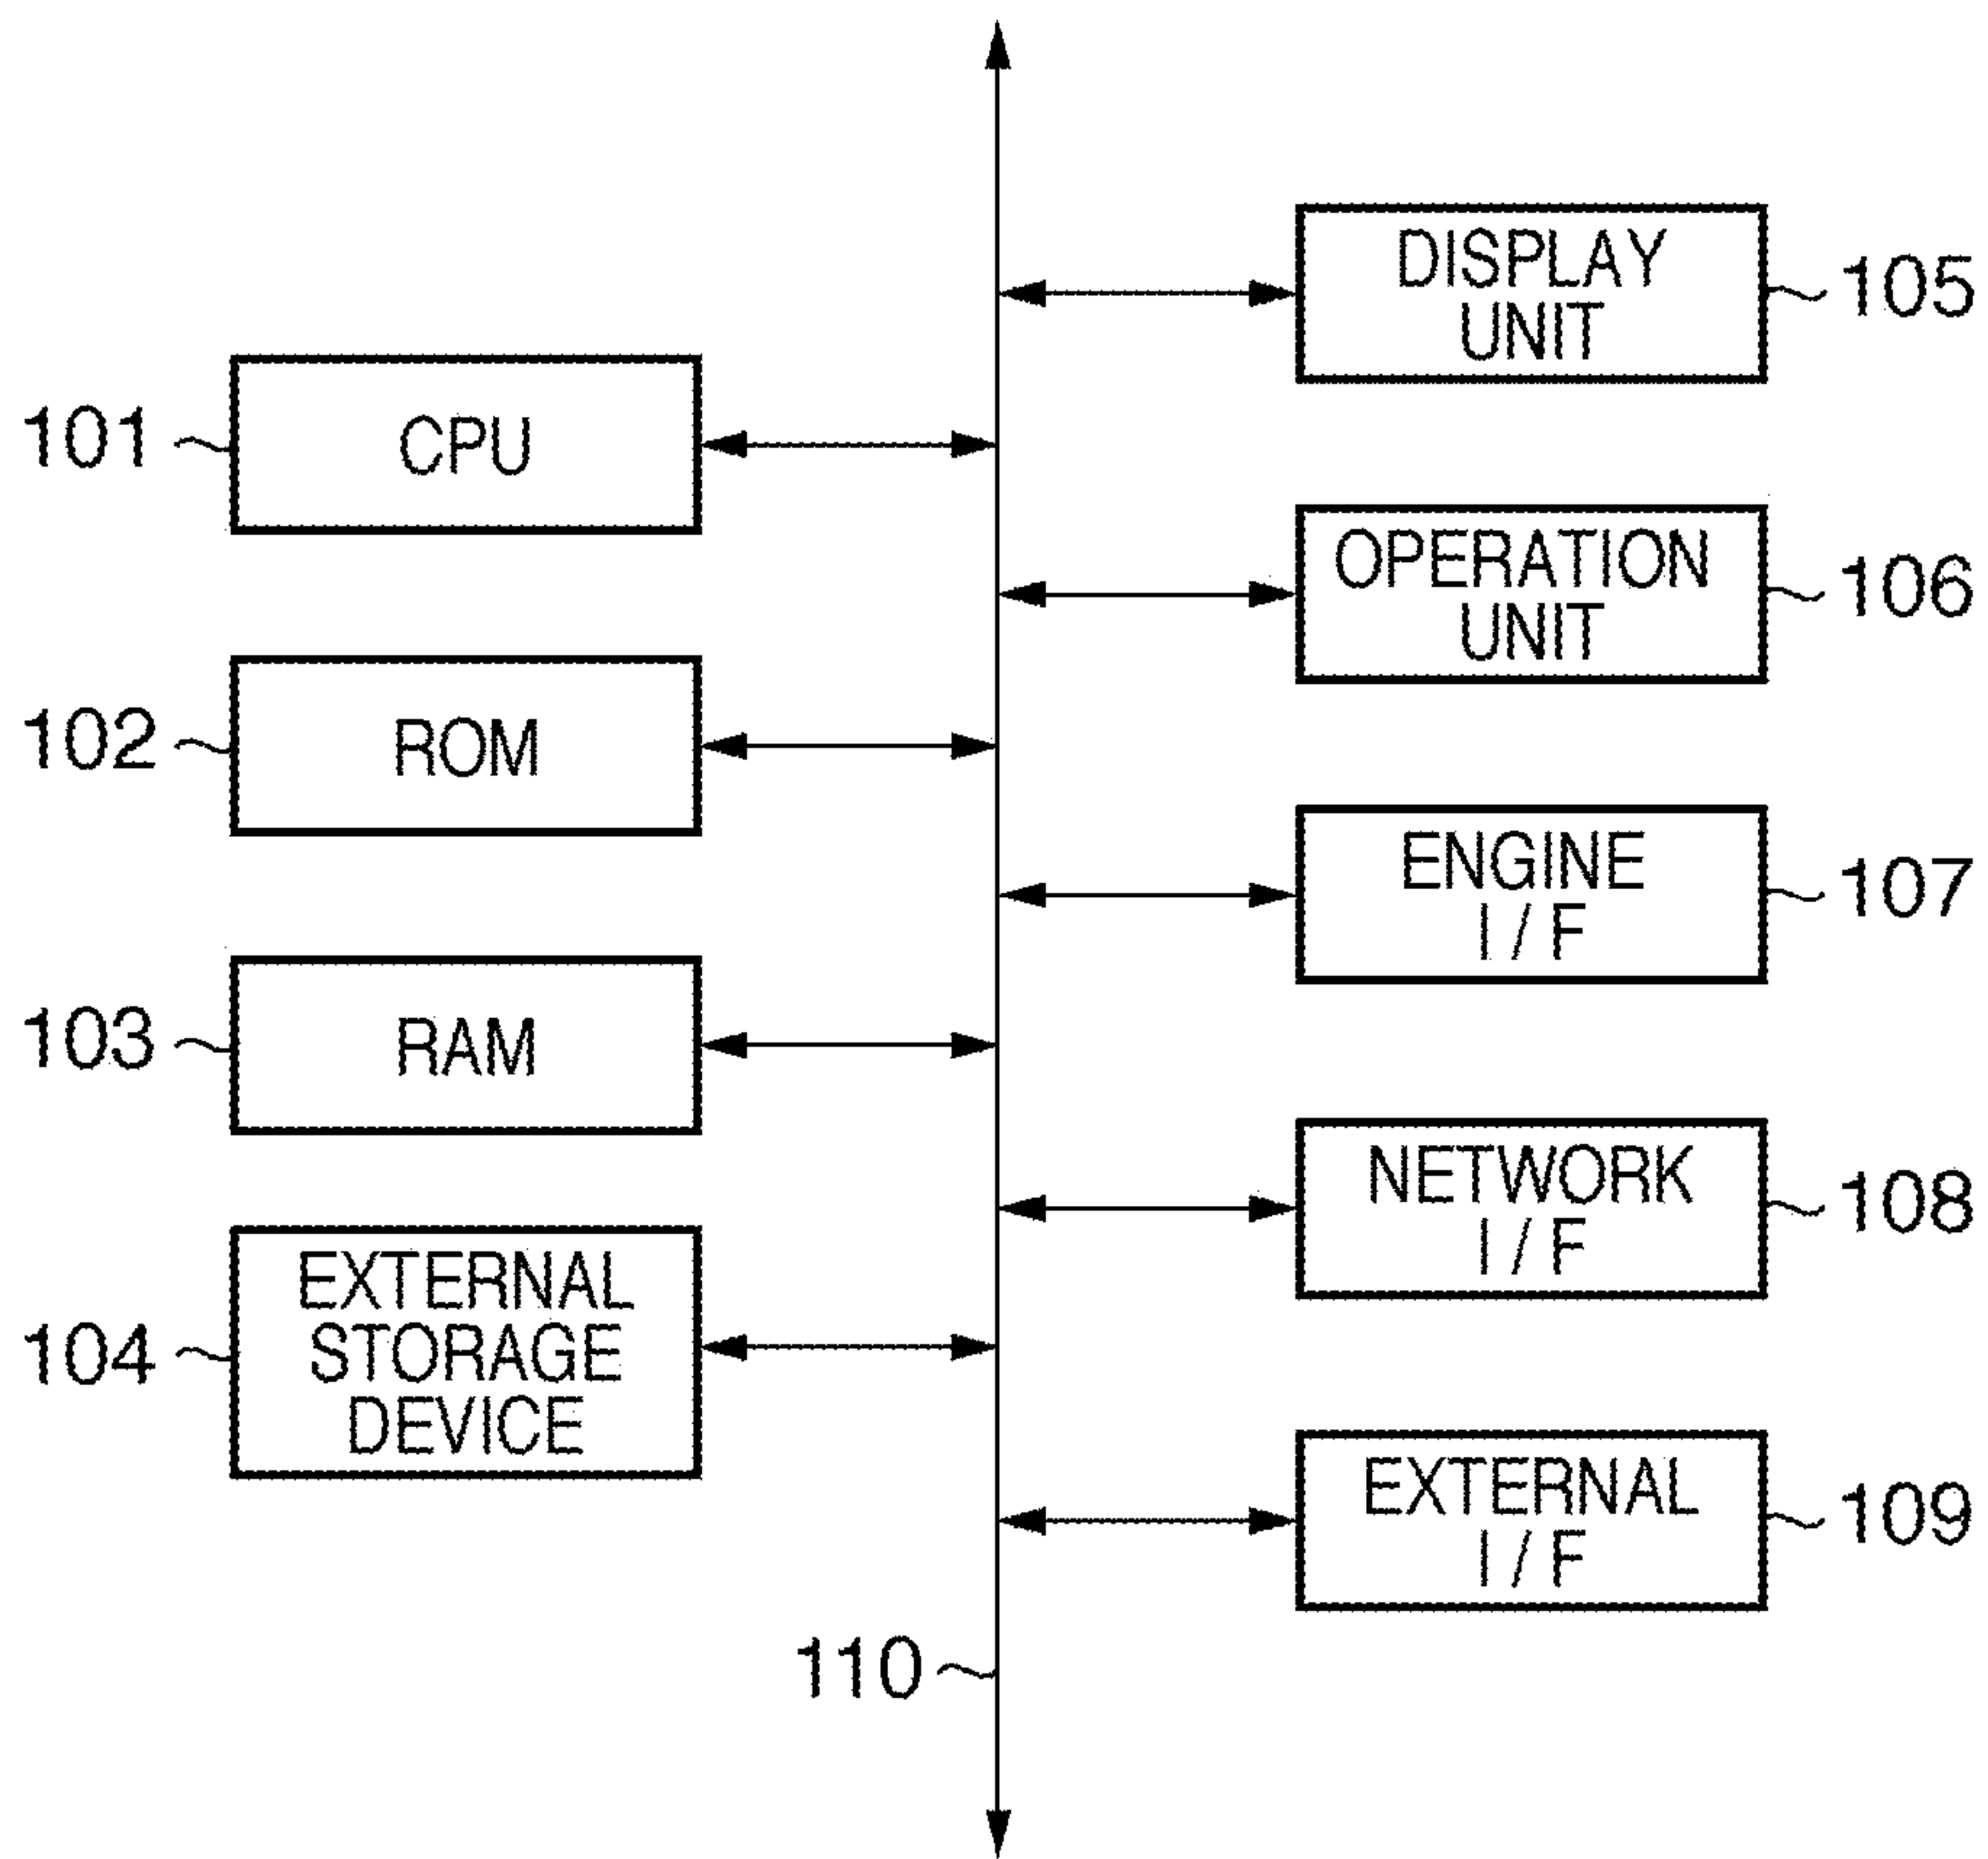 101
CPU
102
ROM
103
RAM
104
EXTERNAL
STORAGE
DEVICE
DISPLAY
UNIT
105
OPERATION
UNIT
106
ENGINE
I / F
107
NETWORK
I / F
108
EXTERNAL
I / F
109
110